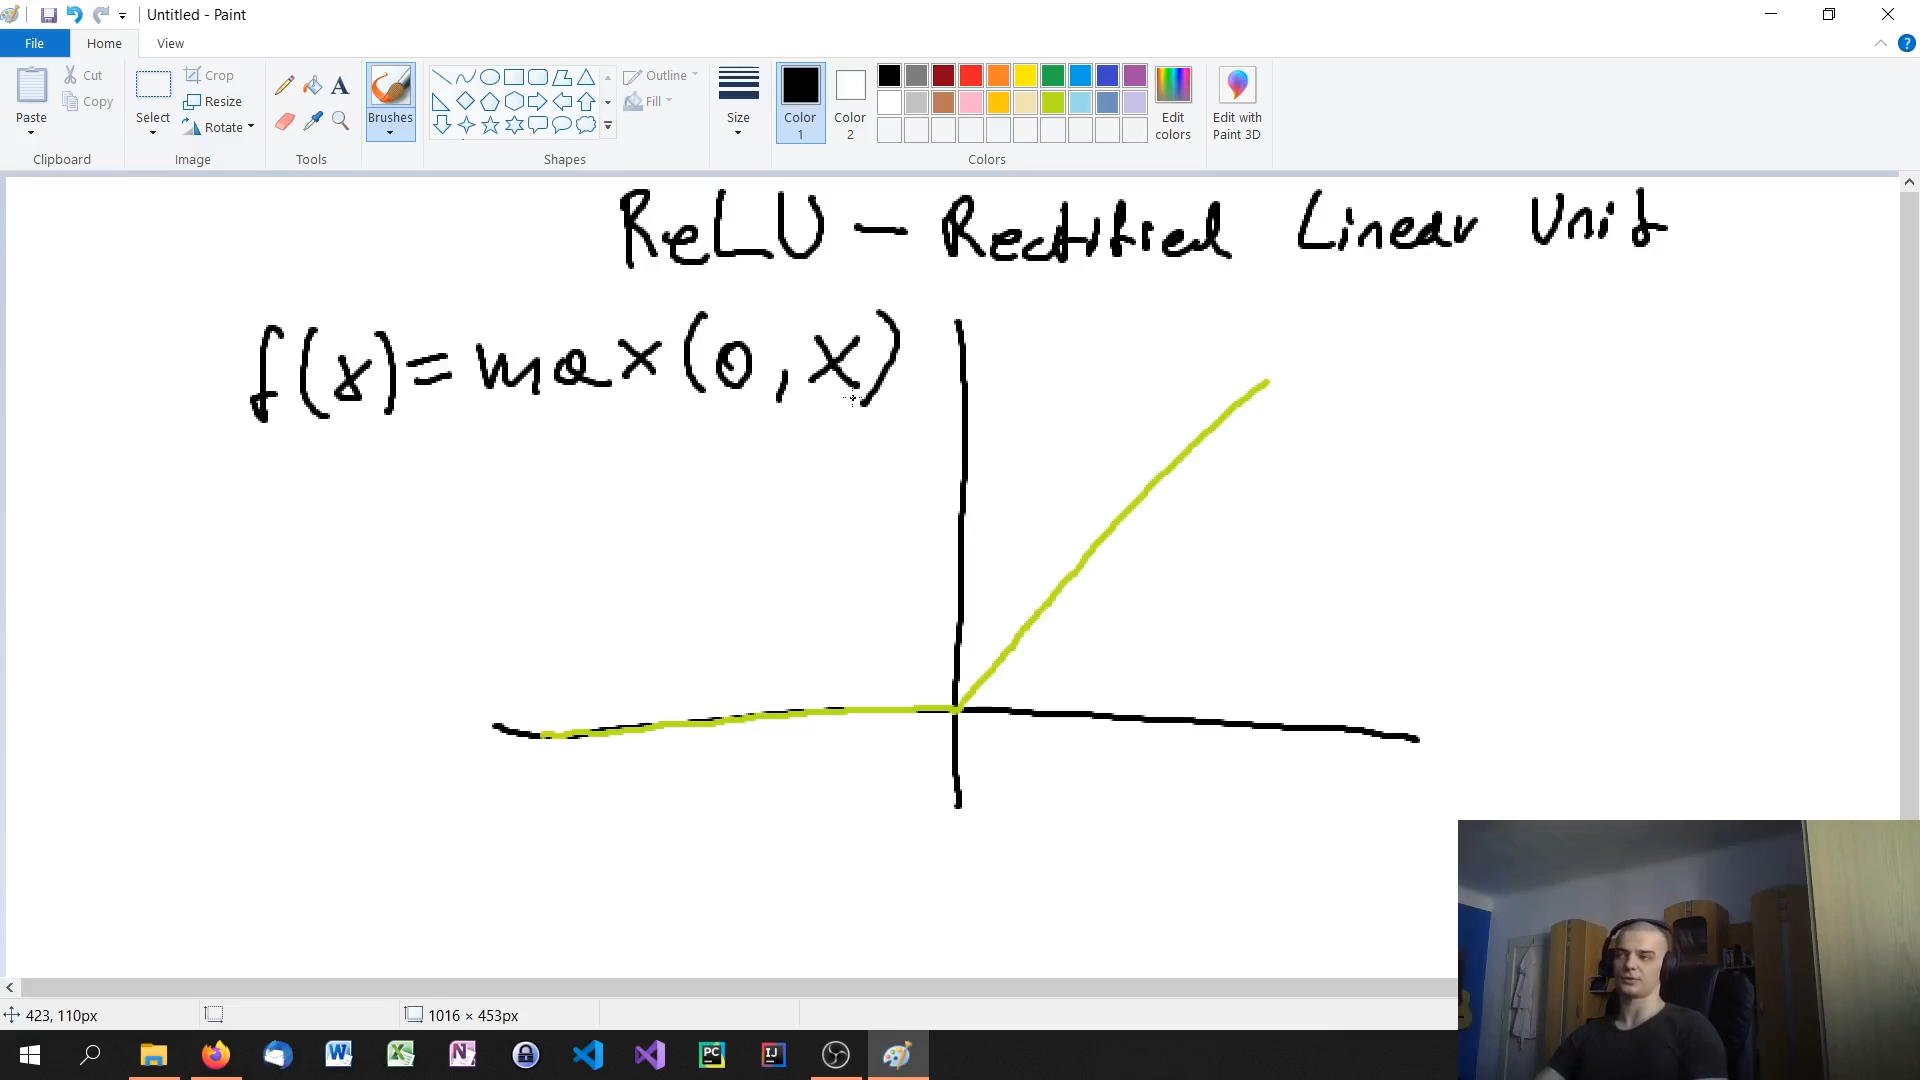 Untitled - Paint
File Home View
Paste Cut Copy Clipboard
Select Crop Resize Rotate Image
Tools
Brushes
Outline Fill Shapes
Size
Color 1 Color 2 Colors
Edit colors
Edit with Paint 3D
ReLU - Rectified Linear Unit
f(x) = max(0, x)
423, 110px 1016 × 453px